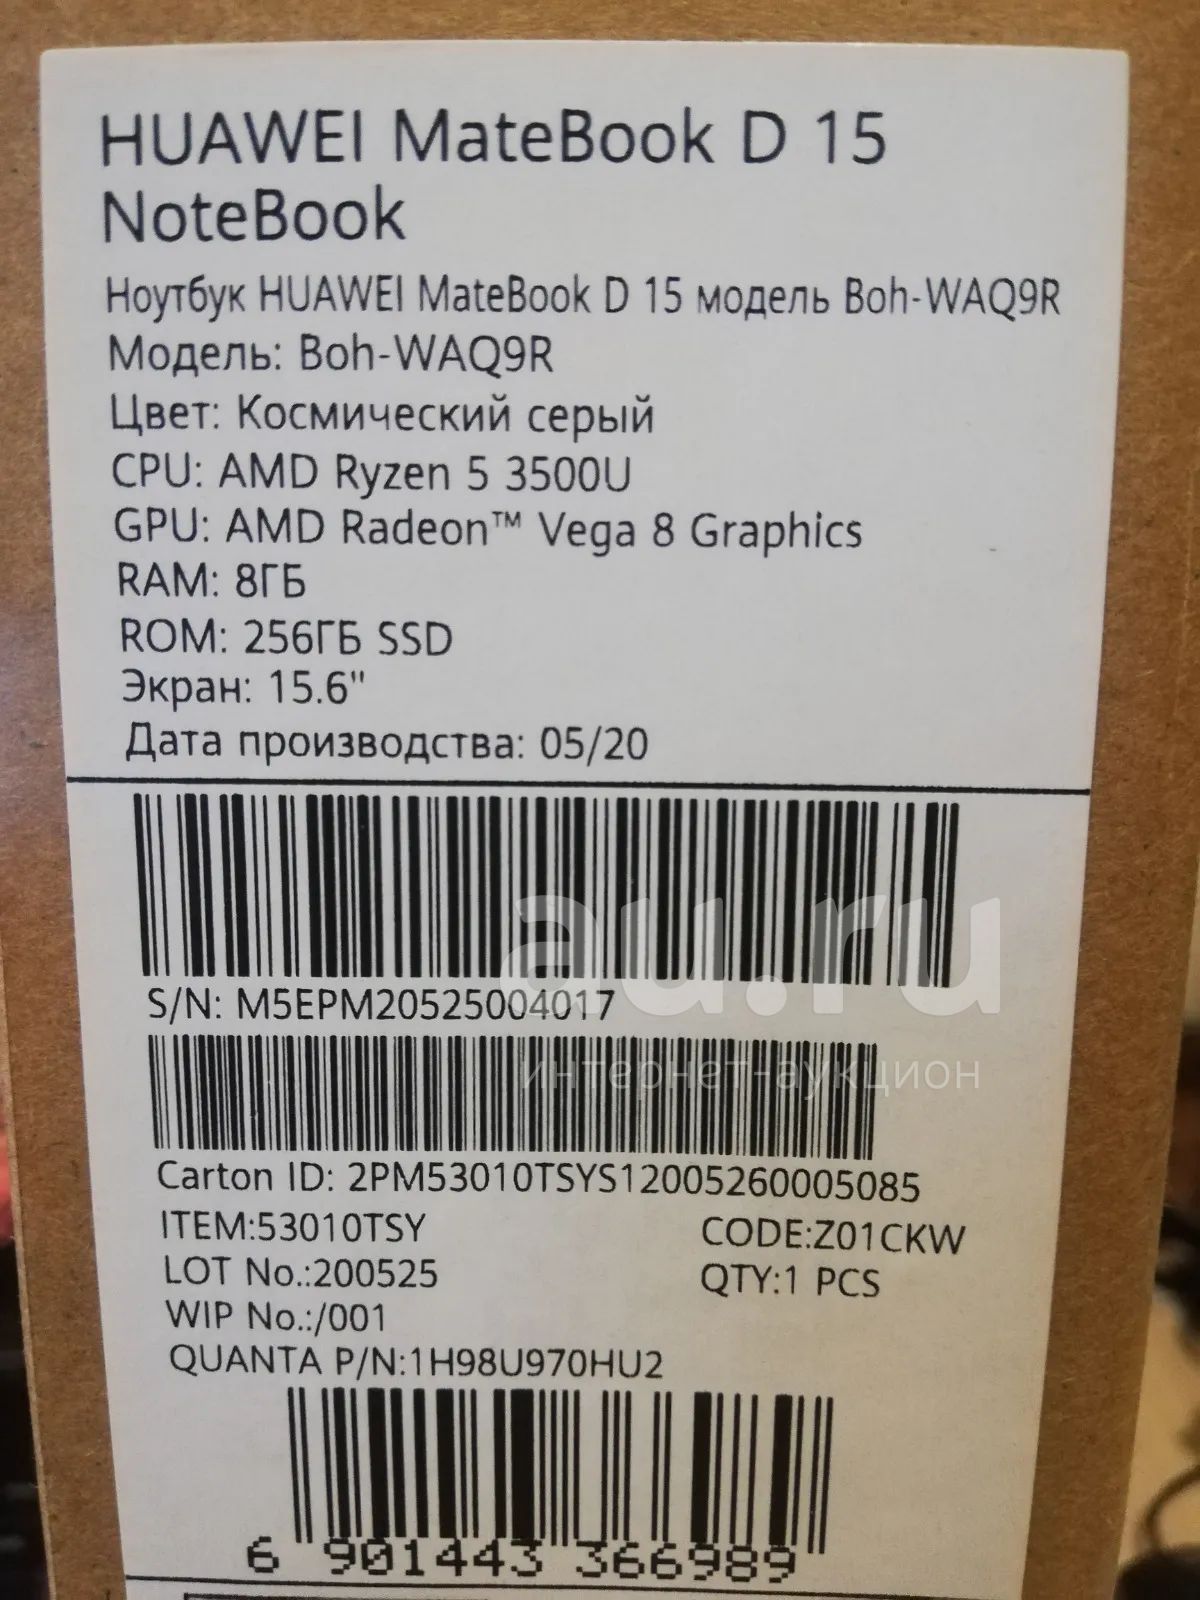 HUAWEI MateBook D 15
NoteBook
Ноутбук HUAWEI MateBook D 15 модель Boh-WAQ9R
Модель: Boh-WAQ9R
Цвет: Космический серый
CPU: AMD Ryzen 5 3500U
GPU: AMD Radeon™ Vega 8 Graphics
RAM: 8ГБ
ROM: 256ГБ SSD
Экран: 15.6"
Дата производства: 05/20
au.ru
S/N: M5EPM20525004017
интернет-аукцион
Carton ID: 2PM53010TSYS12005260005085
ITEM:53010TSY CODE:Z01CKW
LOT No.:200525 QTY:1 PCS
WIP No.:/001
QUANTA P/N:1H98U970HU2
6 901443 366989